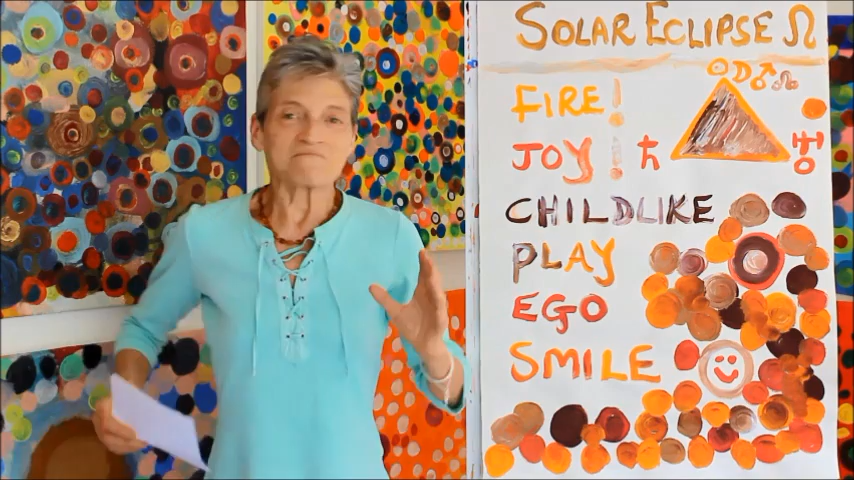 SOLAR ECLIPSE ♌
FIRE!
JOY!
CHILDLIKE
PLAY
EGO
SMILE